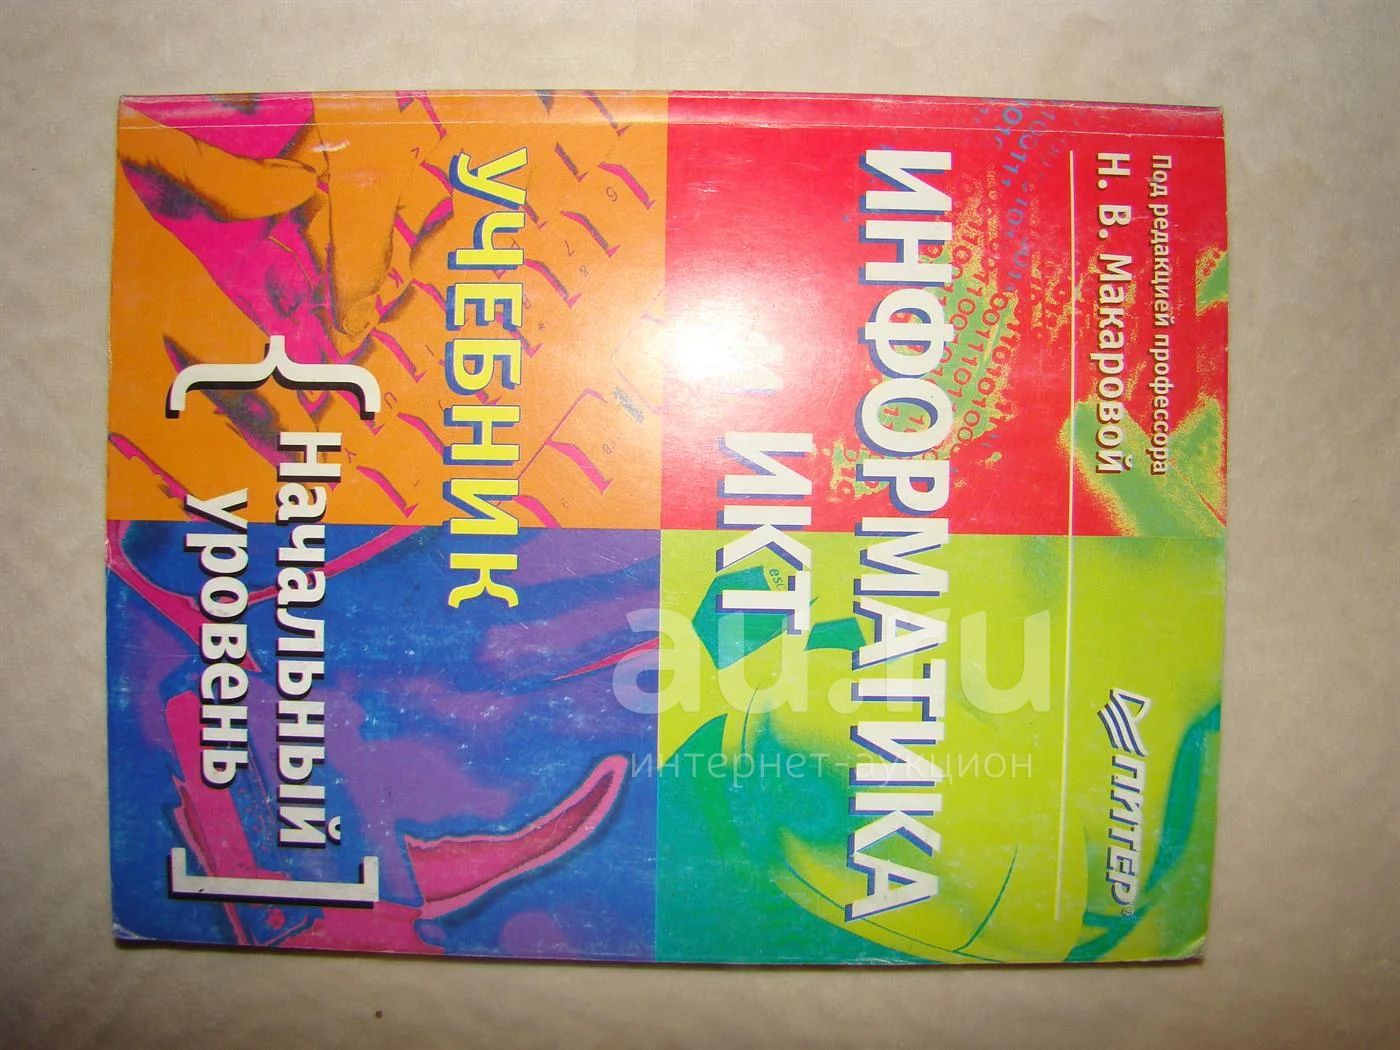 Под редакцией профессора
Н. В. Макаровой
ПИТЕР®
ИНФОРМАТИКА
И ИКТ
УЧЕБНИК
{ Начальный
уровень ]
au.ru
интернет-аукцион